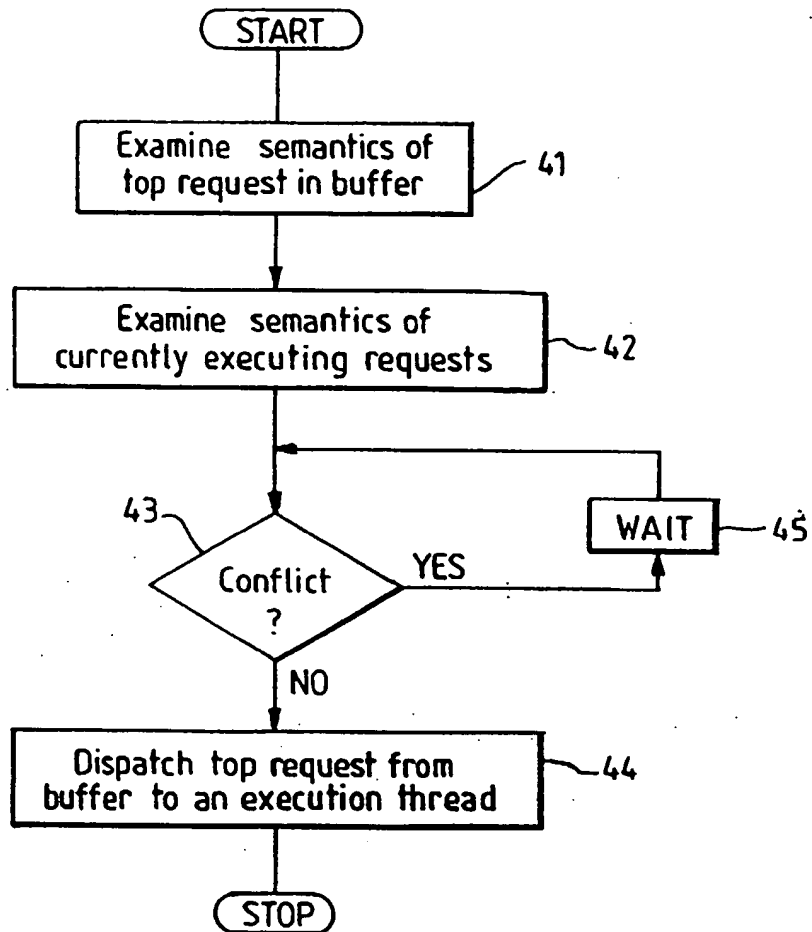 START
Examine semantics of
top request in buffer
41
Examine semantics of
currently executing requests
42
43
Conflict
?
YES
WAIT
45
NO
Dispatch top request from
buffer to an execution thread
44
STOP